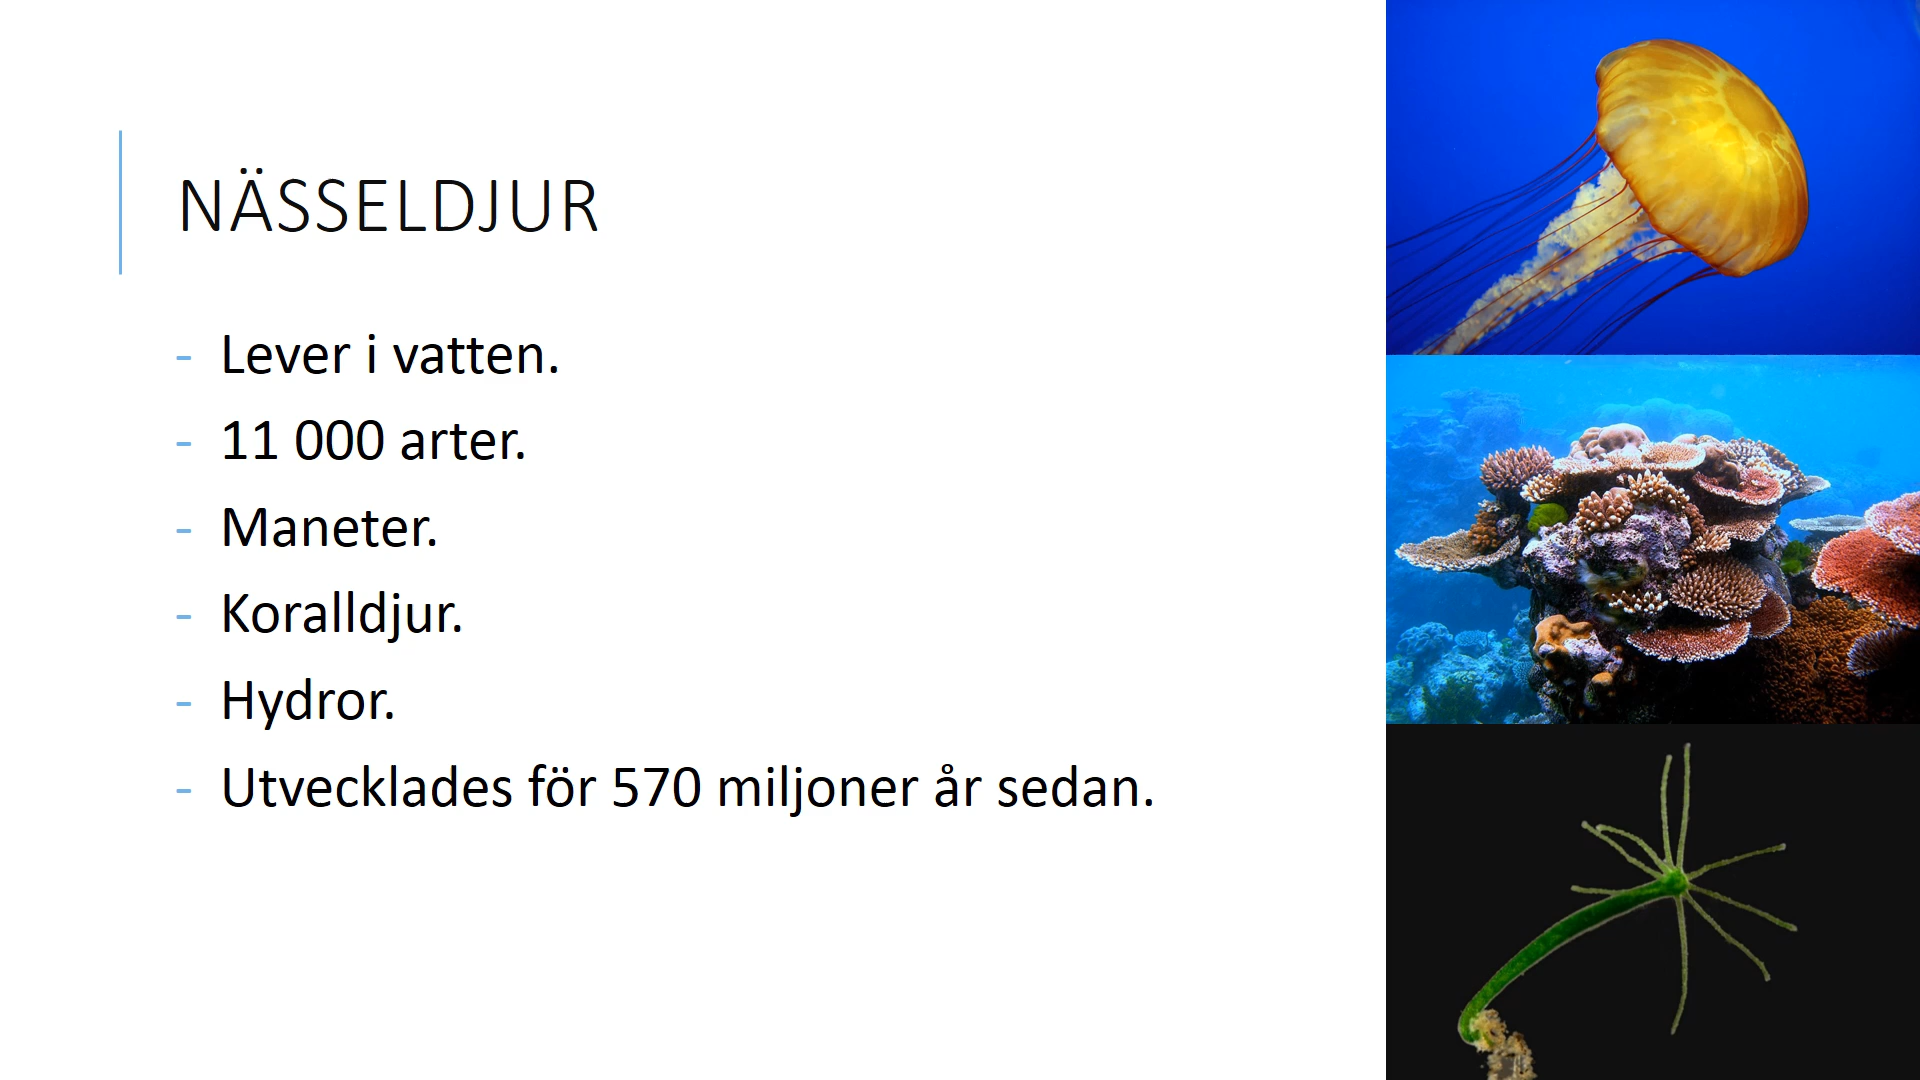 NÄSSELDJUR
- Lever i vatten.
- 11 000 arter.
- Maneter.
- Koralldjur.
- Hydror.
- Utvecklades för 570 miljoner år sedan.